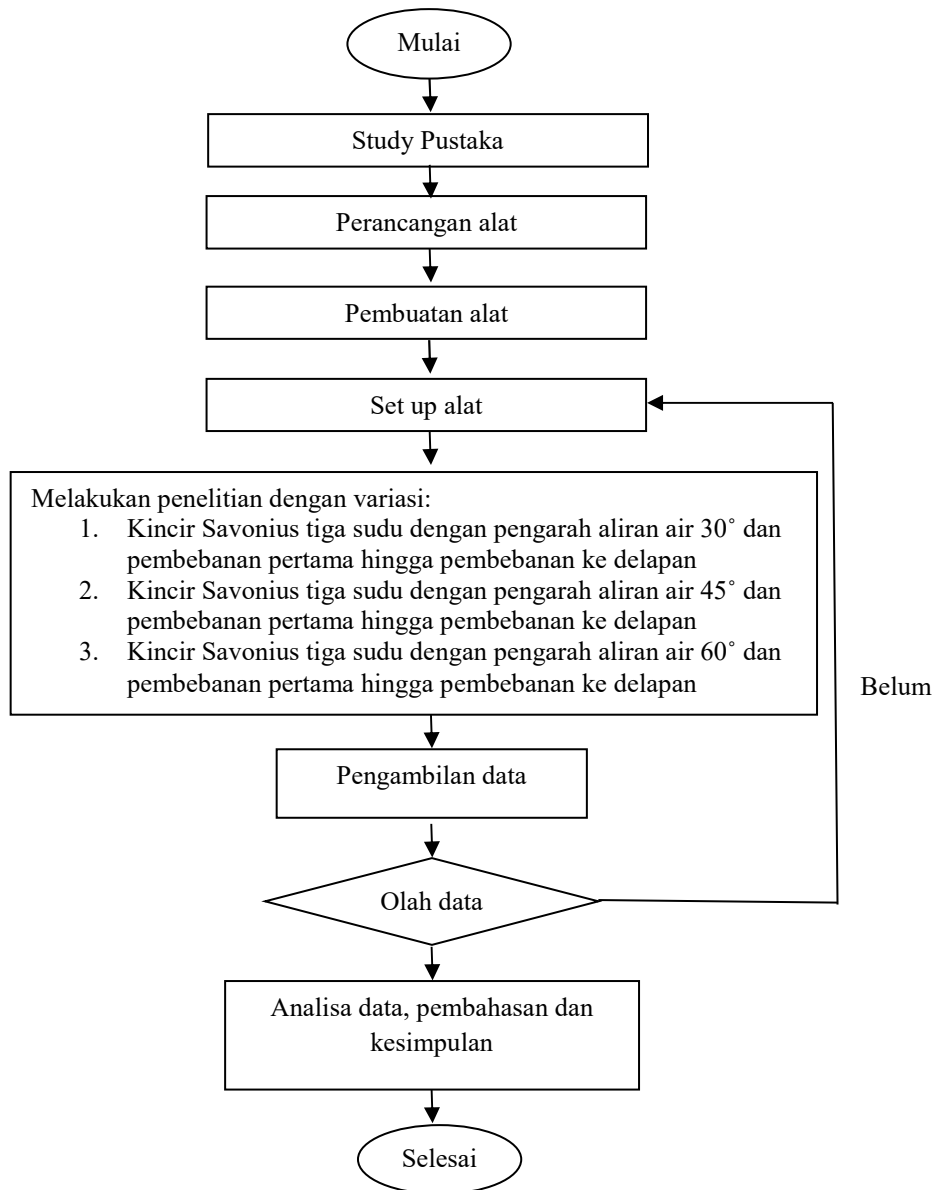 Mulai
Study Pustaka
Perancangan alat
Pembuatan alat
Set up alat
Melakukan penelitian dengan variasi:
1. Kincir Savonius tiga sudu dengan pengarah aliran air 30˚ dan
pembebanan pertama hingga pembebanan ke delapan
2. Kincir Savonius tiga sudu dengan pengarah aliran air 45˚ dan
pembebanan pertama hingga pembebanan ke delapan
3. Kincir Savonius tiga sudu dengan pengarah aliran air 60˚ dan
pembebanan pertama hingga pembebanan ke delapan
Belum
Pengambilan data
Olah data
Analisa data, pembahasan dan
kesimpulan
Selesai